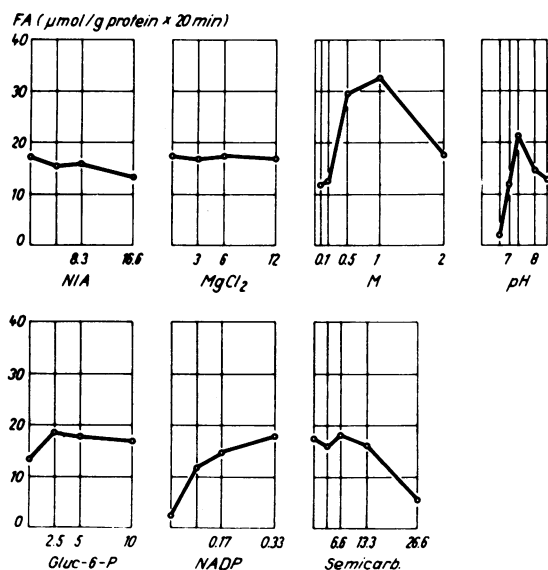 FA (μmol/g protein × 20 min)
40
30
20
10
0
8.3 16.6
NIA
3 6 12
MgCl2
0.1 0.5 1 2
M
7 8
pH
40
30
20
10
0
2.5 5 10
Gluc-6-P
0.17 0.33
NADP
6.6 13.3 26.6
Semicarb.